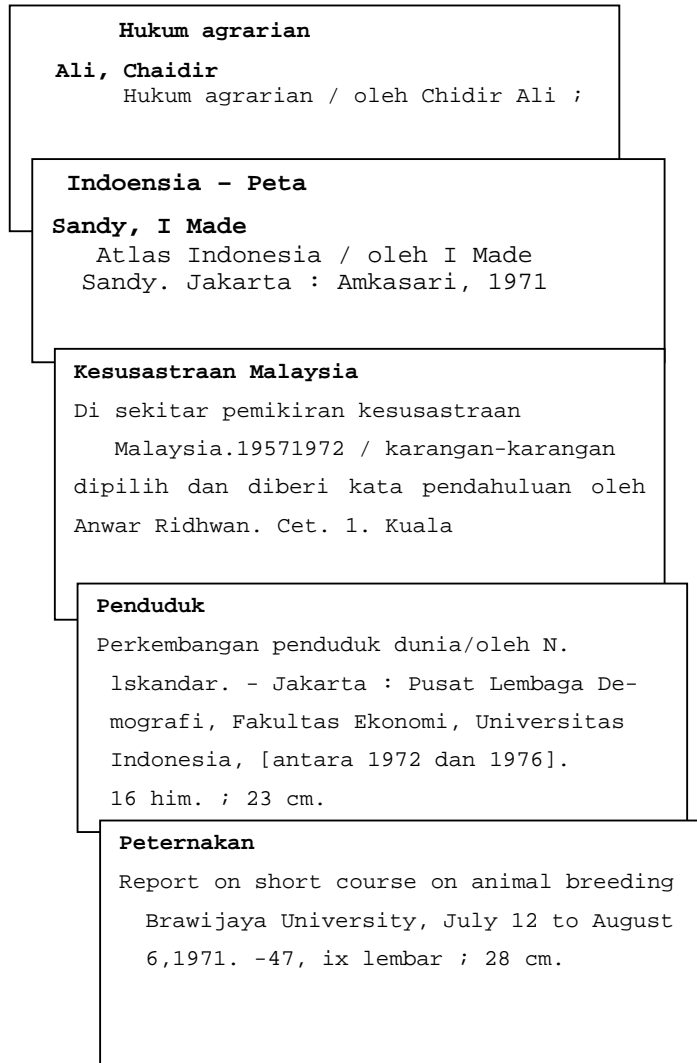 Hukum agrarian
Ali, Chaidir
Hukum agrarian / oleh Chidir Ali ;
Indoensia – Peta
Sandy, I Made
Atlas Indonesia / oleh I Made
Sandy. Jakarta : Amkasari, 1971
Kesusastraan Malaysia
Di sekitar pemikiran kesusastraan
Malaysia.19571972 / karangan-karangan
dipilih dan diberi kata pendahuluan oleh
Anwar Ridhwan. Cet. 1. Kuala
Penduduk
Perkembangan penduduk dunia/oleh N.
lskandar. - Jakarta : Pusat Lembaga De-
mografi, Fakultas Ekonomi, Universitas
Indonesia, [antara 1972 dan 1976].
16 him. ; 23 cm.
Peternakan
Report on short course on animal breeding
Brawijaya University, July 12 to August
6,1971. -47, ix lembar ; 28 cm.